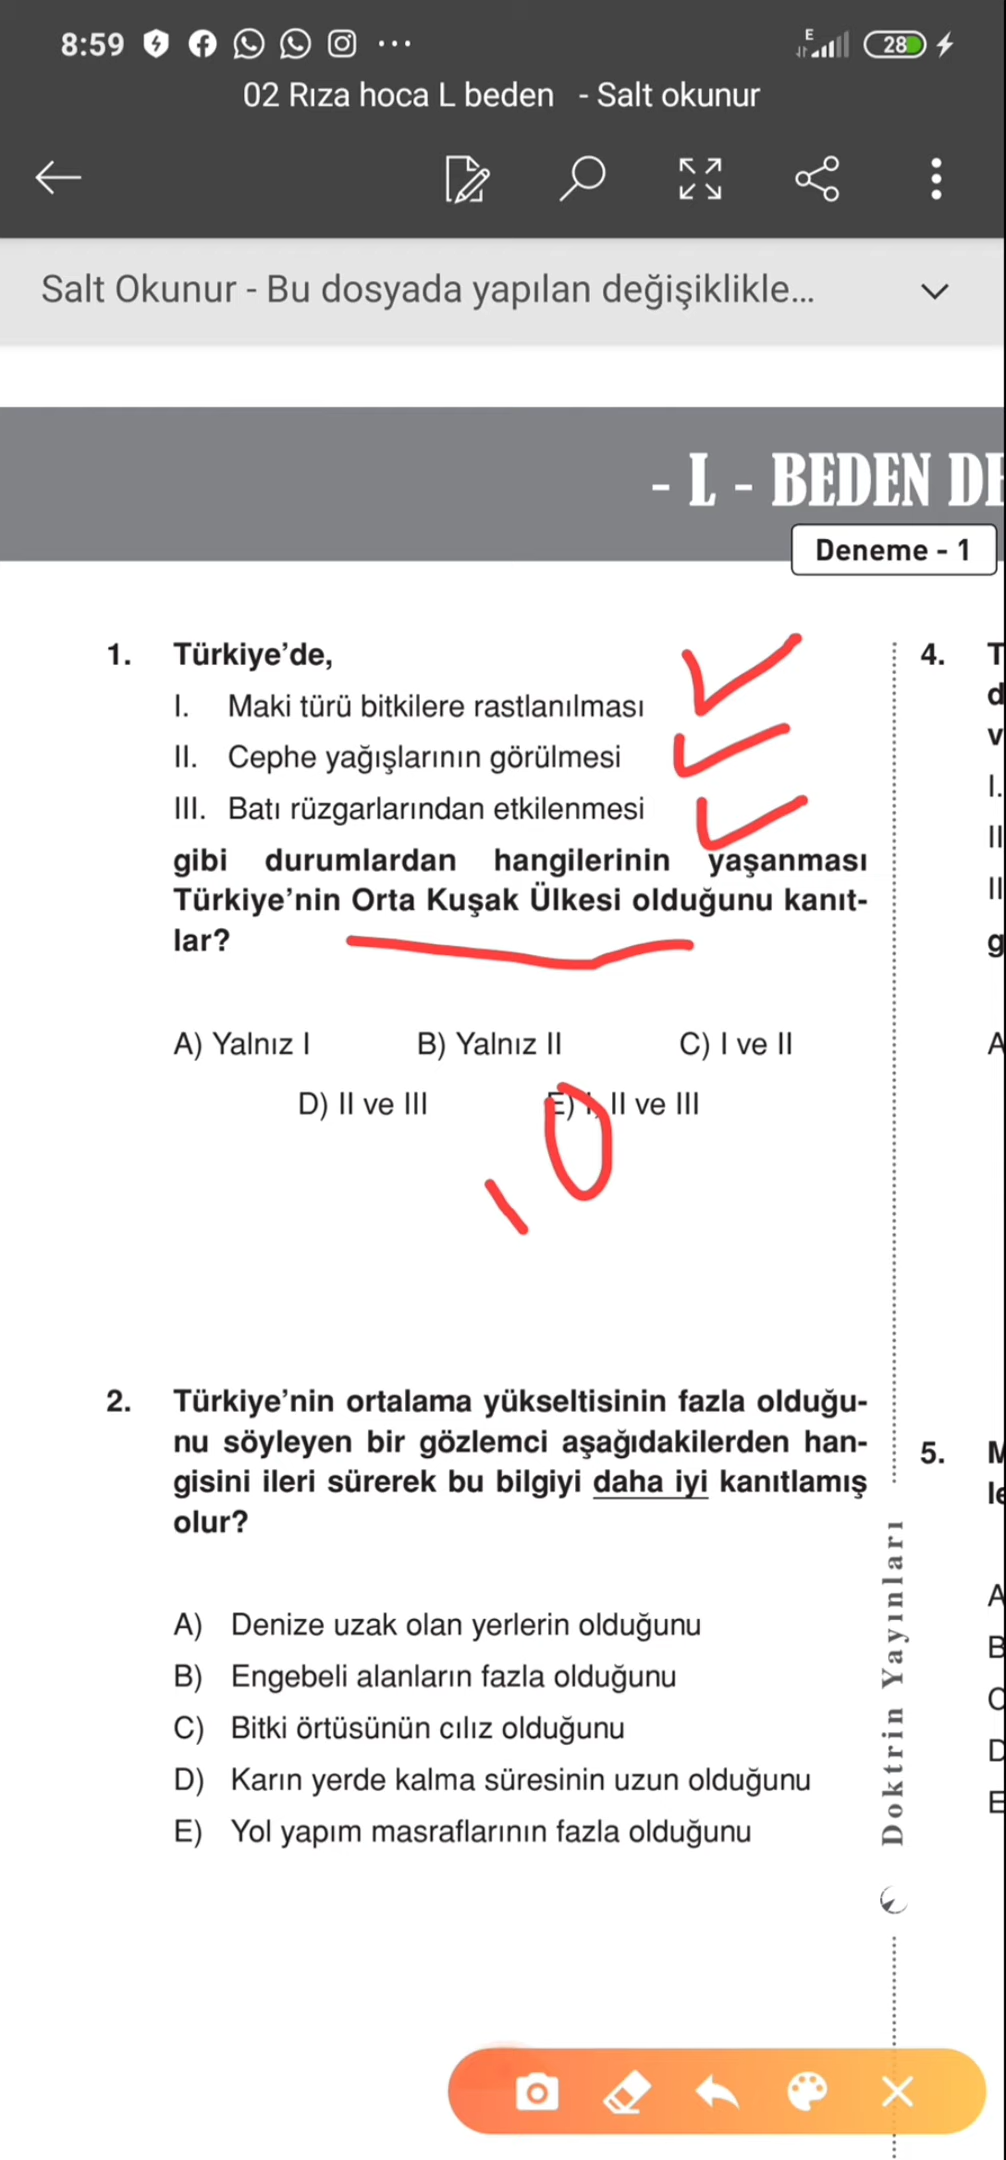 8:59
E
28
02 Rıza hoca L beden - Salt okunur
Salt Okunur - Bu dosyada yapılan değişiklikle...
- L - BEDEN
Deneme - 1
1. Türkiye'de,
I. Maki türü bitkilere rastlanılması
II. Cephe yağışlarının görülmesi
III. Batı rüzgarlarından etkilenmesi
gibi durumlardan hangilerinin yaşanması
Türkiye'nin Orta Kuşak Ülkesi olduğunu kanıt-
lar?
A) Yalnız I B) Yalnız II C) I ve II
D) II ve III E) I, II ve III
2. Türkiye'nin ortalama yükseltisinin fazla olduğu-
nu söyleyen bir gözlemci aşağıdakilerden han-
gisini ileri sürerek bu bilgiyi daha iyi kanıtlamış
olur?
A) Denize uzak olan yerlerin olduğunu
B) Engebeli alanların fazla olduğunu
C) Bitki örtüsünün cılız olduğunu
D) Karın yerde kalma süresinin uzun olduğunu
E) Yol yapım masraflarının fazla olduğunu
Doktrin Yayınları
4.
I.
5.